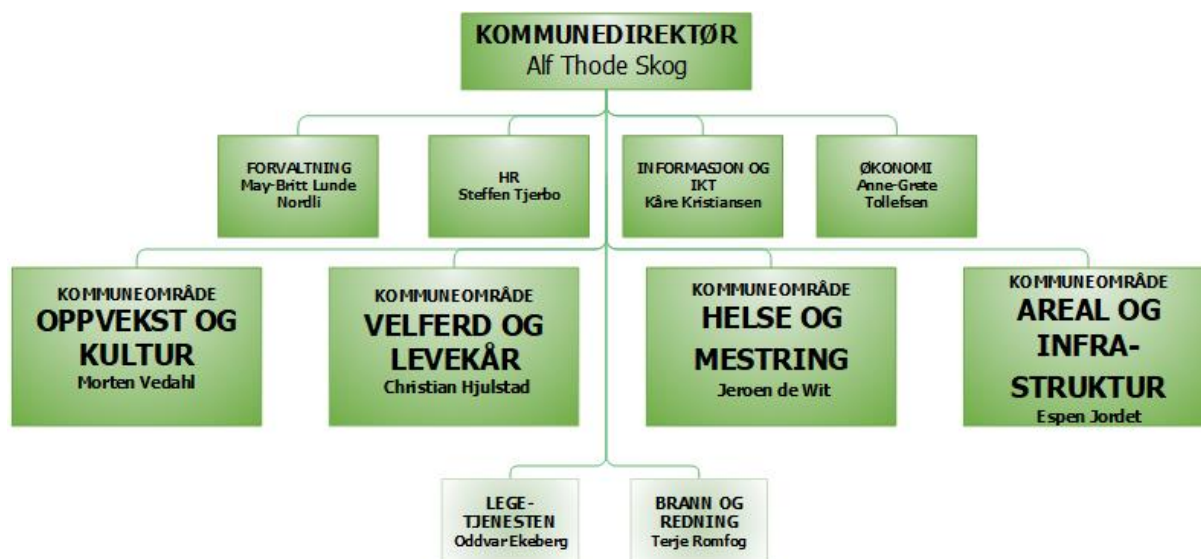 KOMMUNEDIREKTØR
Alf Thode Skog
FORVALTNING
May-Britt Lunde
Nordli
HR
Steffen Tjerbo
INFORMASJON OG
IKT
Kåre Kristiansen
ØKONOMI
Anne-Grete
Tollefsen
KOMMUNEOMRÅDE
OPPVEKST OG
KULTUR
Morten Vedahl
KOMMUNEOMRÅDE
VELFERD OG
LEVEKÅR
Christian Hjulstad
KOMMUNEOMRÅDE
HELSE OG
MESTRING
Jeroen de Wit
KOMMUNEOMRÅDE
AREAL OG
INFRA-
STRUKTUR
Espen Jordet
LEGE-
TJENESTEN
Oddvar Ekeberg
BRANN OG
REDNING
Terje Romfog